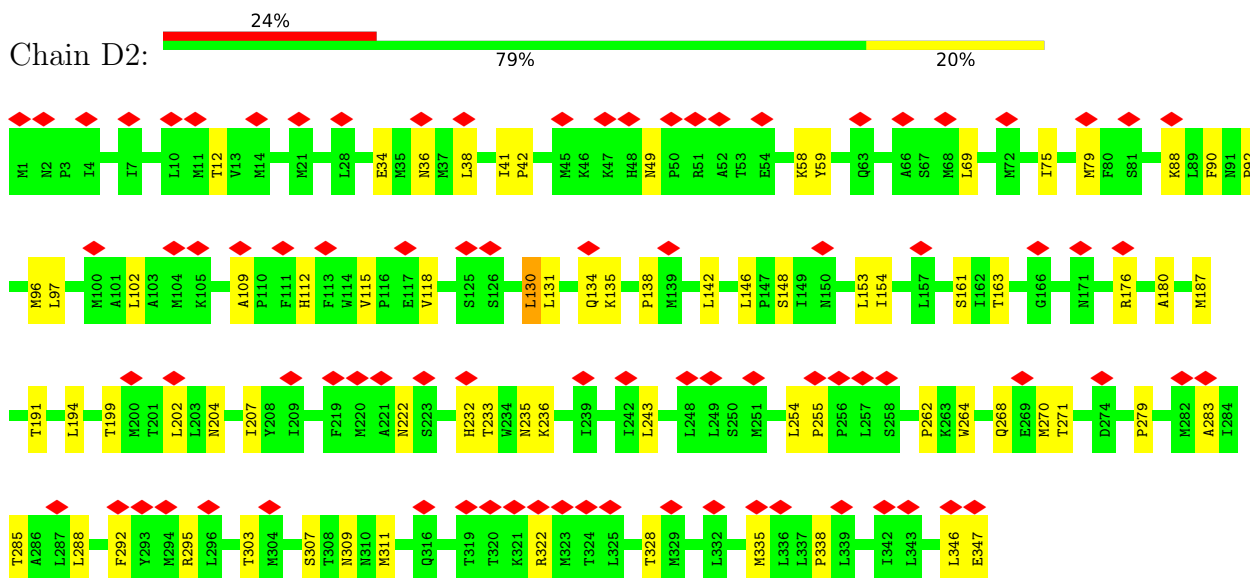 24%
Chain D2:
79% 20%
M1 N2 P3 I4 I7 L10 M11 T12 V13 M14 M21 L28 E34 M35 N36 M37 L38 I41 P42 M45 K46 K47 H48 N49 P50 R51 A52 T53 E54 K58 Y59 Q63 A66 S67 M68 L69 M72 I75 M79 F80 S81 K88 L89 F90 N91 P92
M96 L97 M100 A101 L102 A103 M104 K105 A109 P110 F111 H112 F113 W114 V115 P116 E117 V118 S125 S126 L130 L131 Q134 K135 P138 M139 L142 L146 P147 S148 I149 N150 L153 I154 L157 S161 I162 T163 G166 N171 R176 A180 M187
T191 L194 T199 M200 T201 L202 L203 N204 I207 Y208 I209 F219 M220 A221 N222 S223 H232 T233 W234 N235 K236 I239 I242 L243 L248 L249 S250 M251 L254 P255 P256 L257 S258 P262 K263 W264 Q268 E269 M270 T271 D274 P279 M282 A283 I284
T285 A286 L287 L288 F292 Y293 M294 R295 L296 T303 M304 S307 T308 N309 N310 M311 Q316 T319 T320 K321 R322 M323 T324 L325 T328 M329 L332 M335 L336 L337 P338 L339 I342 L343 L346 E347